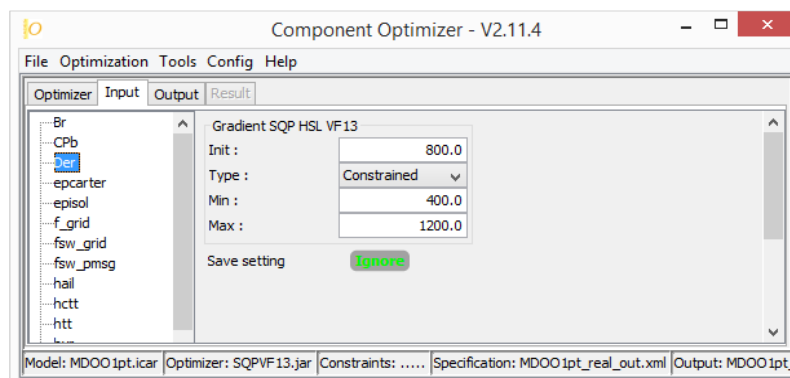 Component Optimizer - V2.11.4
File Optimization Tools Config Help
Optimizer Input Output Result
Br
CPb
Der
epcarter
episol
f_grid
fsw_grid
fsw_pmsg
hail
hctt
htt
Gradient SQP HSL VF13
Init : 800.0
Type : Constrained
Min : 400.0
Max : 1200.0
Save setting Ignore
Model: MDOO1pt.icar Optimizer: SQPVF13.jar Constraints: ..... Specification: MDOO1pt_real_out.xml Output: MDOO1pt_